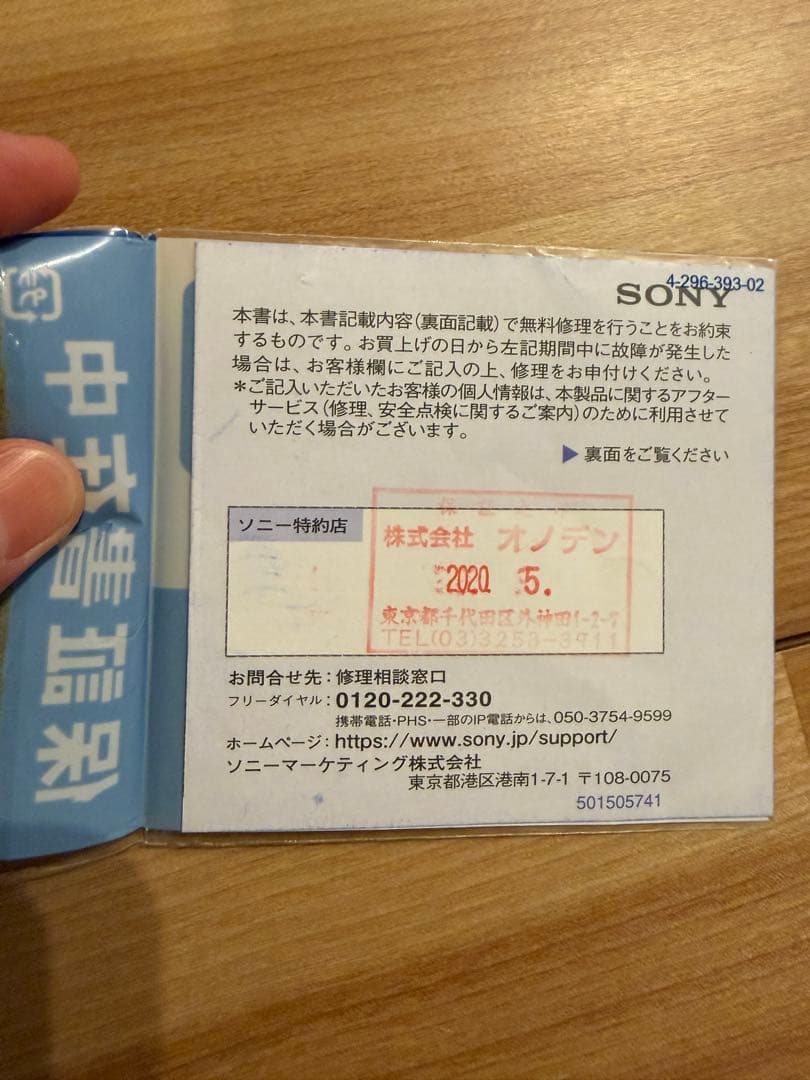 4-296-393-02
SONY
本書は、本書記載内容(裏面記載)で無料修理を行うことをお約束
するものです。お買上げの日から左記期間中に故障が発生した
場合は、お客様欄にご記入の上、修理をお申付けください。
*ご記入いただいたお客様の個人情報は、本製品に関するアフター
サービス(修理、安全点検に関するご案内)のために利用させて
いただく場合がございます。
▶裏面をご覧ください
ソニー特約店
株式会社 オノデン
2020. 5.
東京都千代田区外神田1-2-7
TEL(03)3253-3911
お問合せ先:修理相談窓口
フリーダイヤル:0120-222-330
携帯電話・PHS・一部のIP電話からは、050-3754-9599
ホームページ:https://www.sony.jp/support/
ソニーマーケティング株式会社
東京都港区港南1-7-1 〒108-0075
501505741